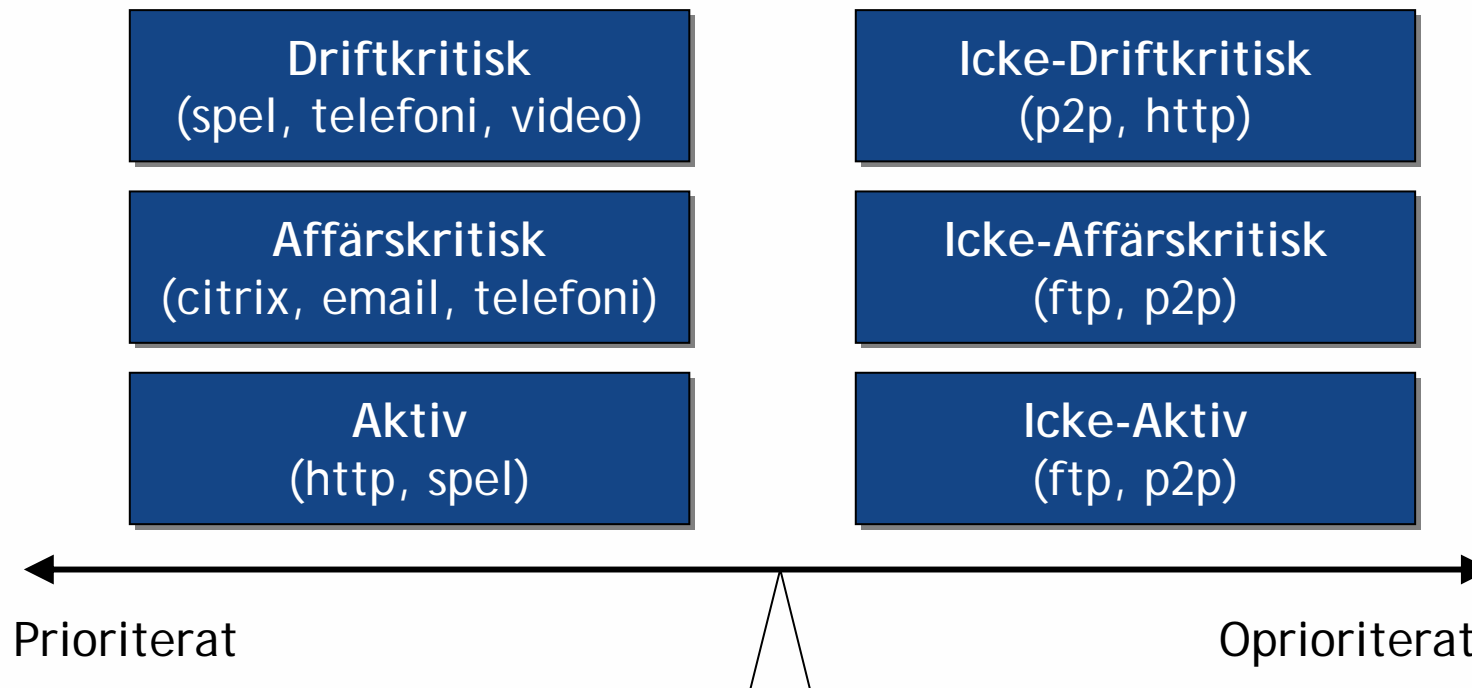 Driftkritisk
(spel, telefoni, video)
Icke-Driftkritisk
(p2p, http)
Affärskritisk
(citrix, email, telefoni)
Icke-Affärskritisk
(ftp, p2p)
Aktiv
(http, spel)
Icke-Aktiv
(ftp, p2p)
Prioriterat
Oprioriterat